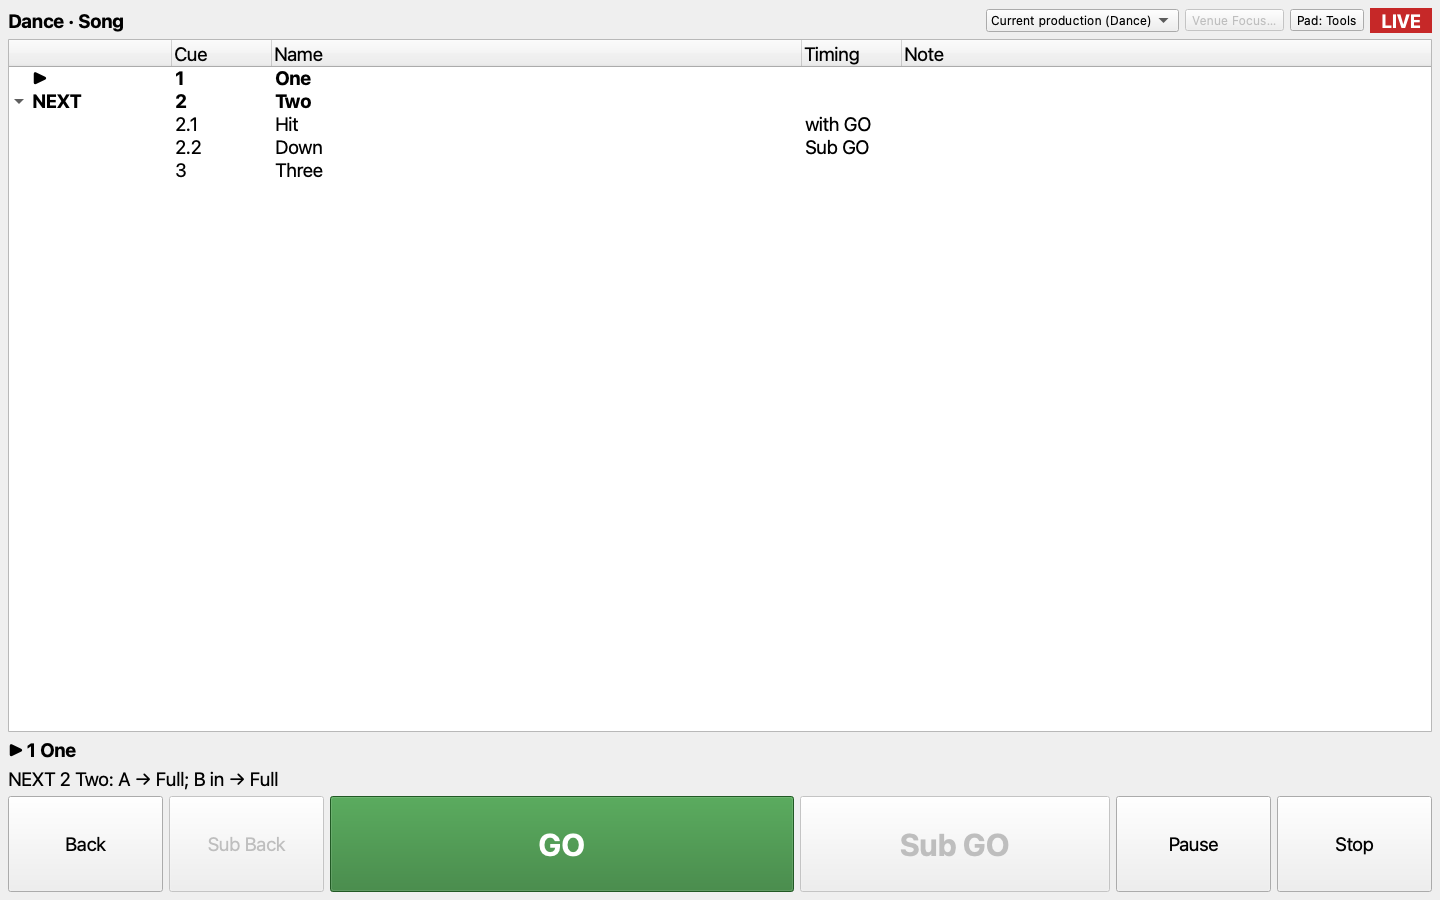 Dance · Song
Current production (Dance)
Venue Focus...
Pad: Tools
LIVE
Cue Name Timing Note
1 One
NEXT 2 Two
2.1 Hit with GO
2.2 Down Sub GO
3 Three
1 One
NEXT 2 Two: A → Full; B in → Full
Back
Sub Back
GO
Sub GO
Pause
Stop